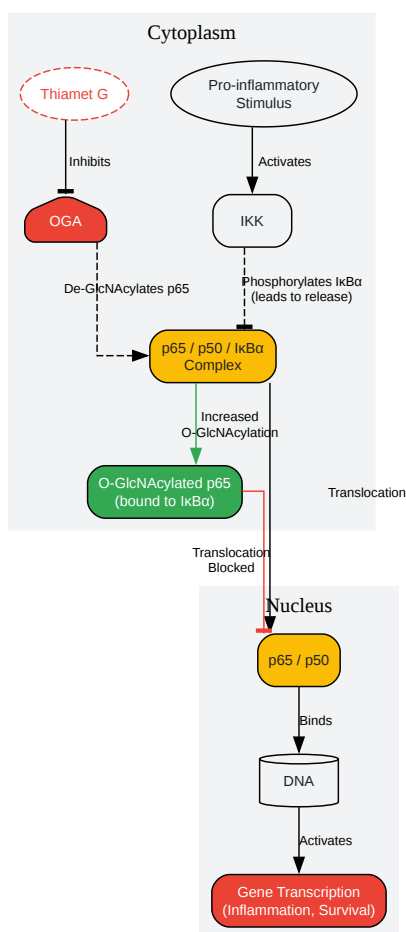 Cytoplasm
Thiamet G
Pro-inflammatory
Stimulus
Inhibits
Activates
OGA
IKK
De-GlcNAcylates p65
Phosphorylates IκBα
(leads to release)
p65 / p50 / IκBα
Complex
Increased
O-GlcNAcylation
O-GlcNAcylated p65
(bound to IκBα)
Translocation
Translocation
Blocked
Nucleus
p65 / p50
Binds
DNA
Activates
Gene Transcription
(Inflammation, Survival)